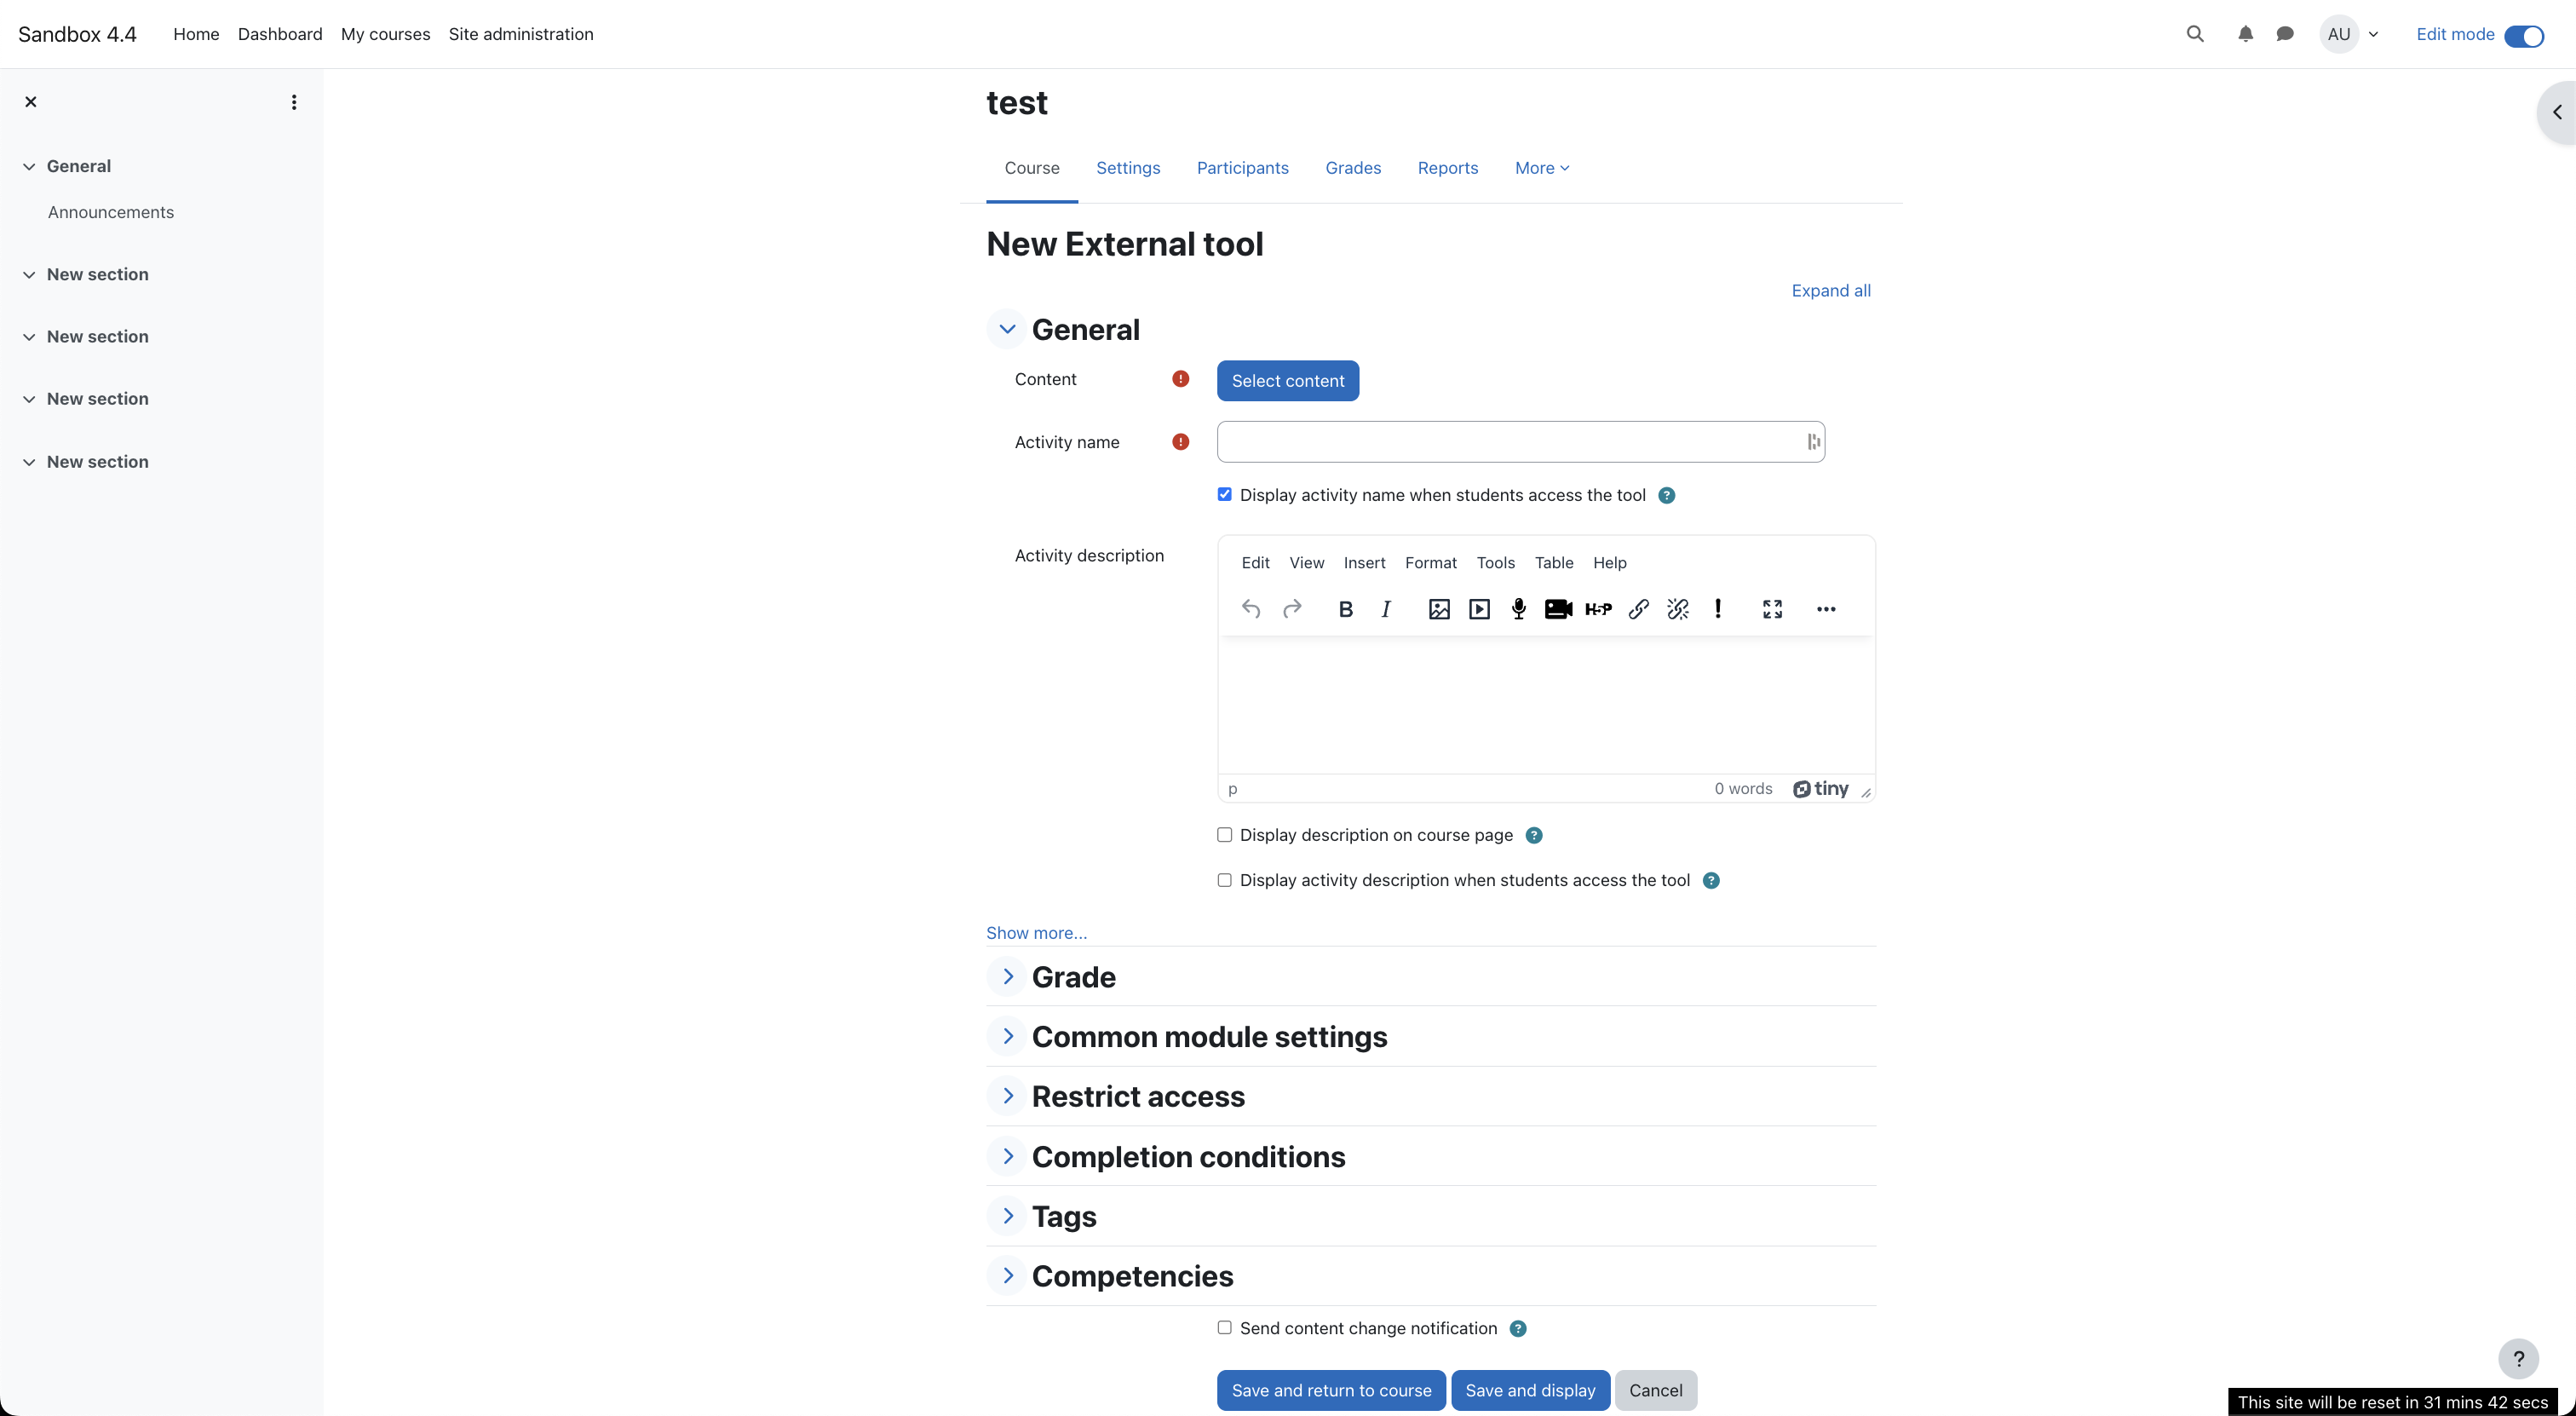 Sandbox 4.4 Home Dashboard My courses Site administration AU Edit mode
General
Announcements
New section
New section
New section
New section
test
Course Settings Participants Grades Reports More
New External tool
Expand all
General
Content Select content
Activity name
Display activity name when students access the tool
Activity description
Edit View Insert Format Tools Table Help
B I H5P
p 0 words tiny
Display description on course page
Display activity description when students access the tool
Show more...
Grade
Common module settings
Restrict access
Completion conditions
Tags
Competencies
Send content change notification
Save and return to course Save and display Cancel
?
This site will be reset in 31 mins 42 secs